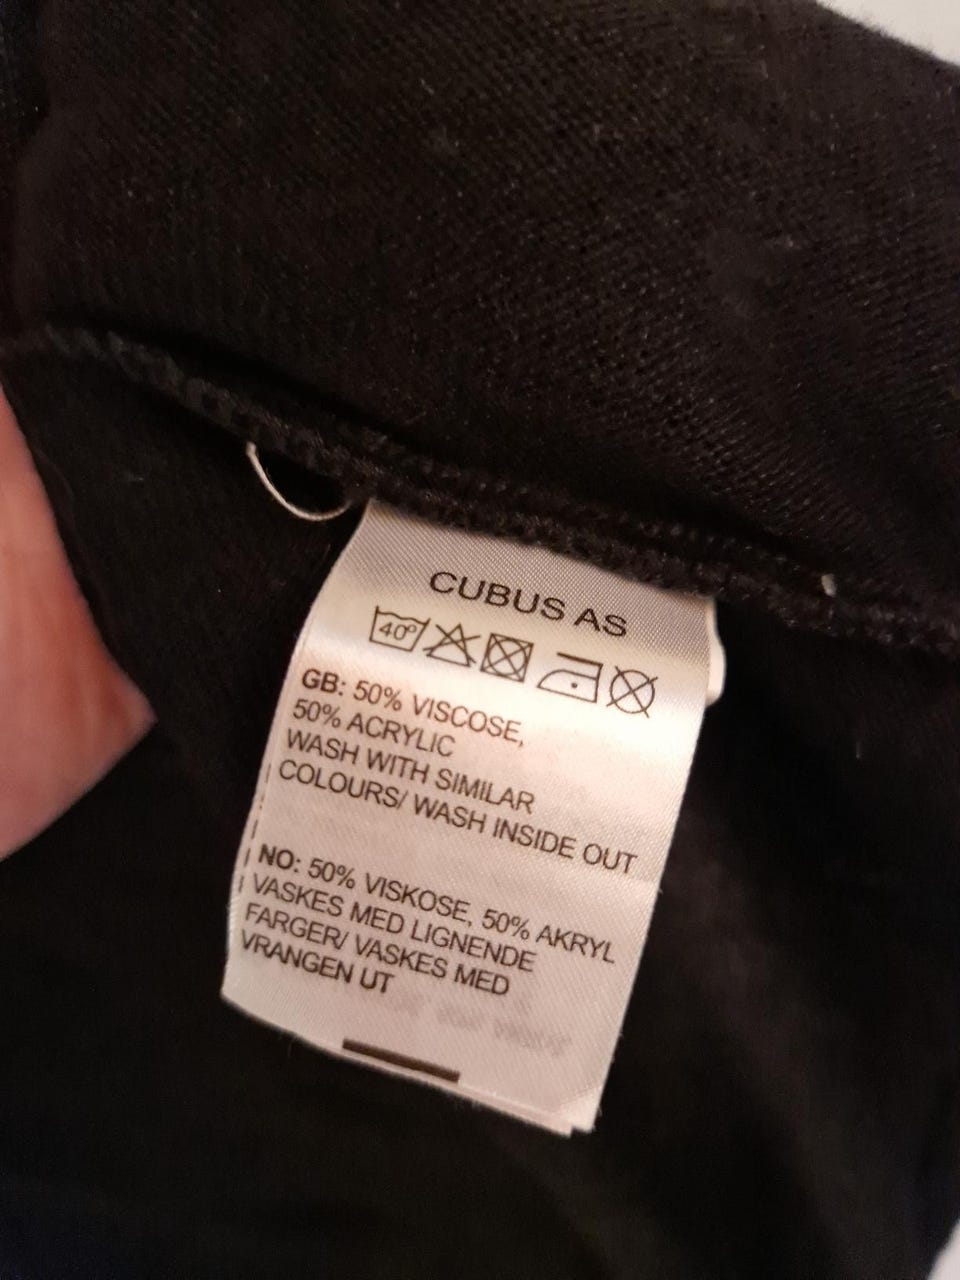 CUBUS AS
40º
GB: 50% VISCOSE,
50% ACRYLIC
WASH WITH SIMILAR
COLOURS/ WASH INSIDE OUT
NO: 50% VISKOSE, 50% AKRYL
VASKES MED LIGNENDE
FARGER/ VASKES MED
VRANGEN UT